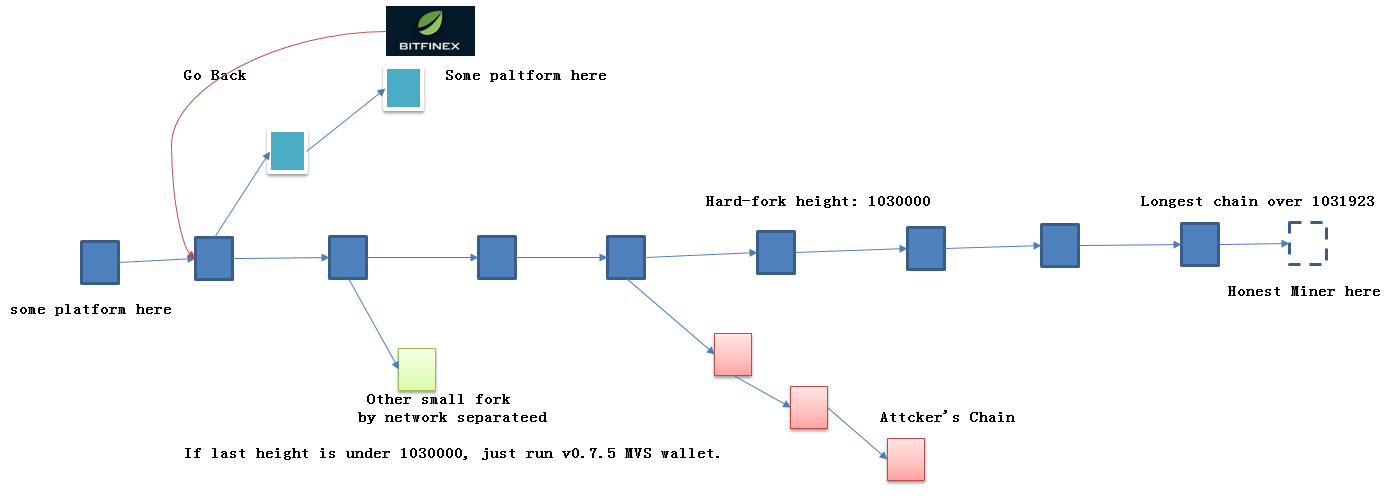 BITFINEX
Go Back
Some paltform here
Hard-fork height: 1030000
Longest chain over 1031923
Honest Miner here
some platform here
Other small fork
by network separateed
Attcker's Chain
If last height is under 1030000, just run v0.7.5 MVS wallet.